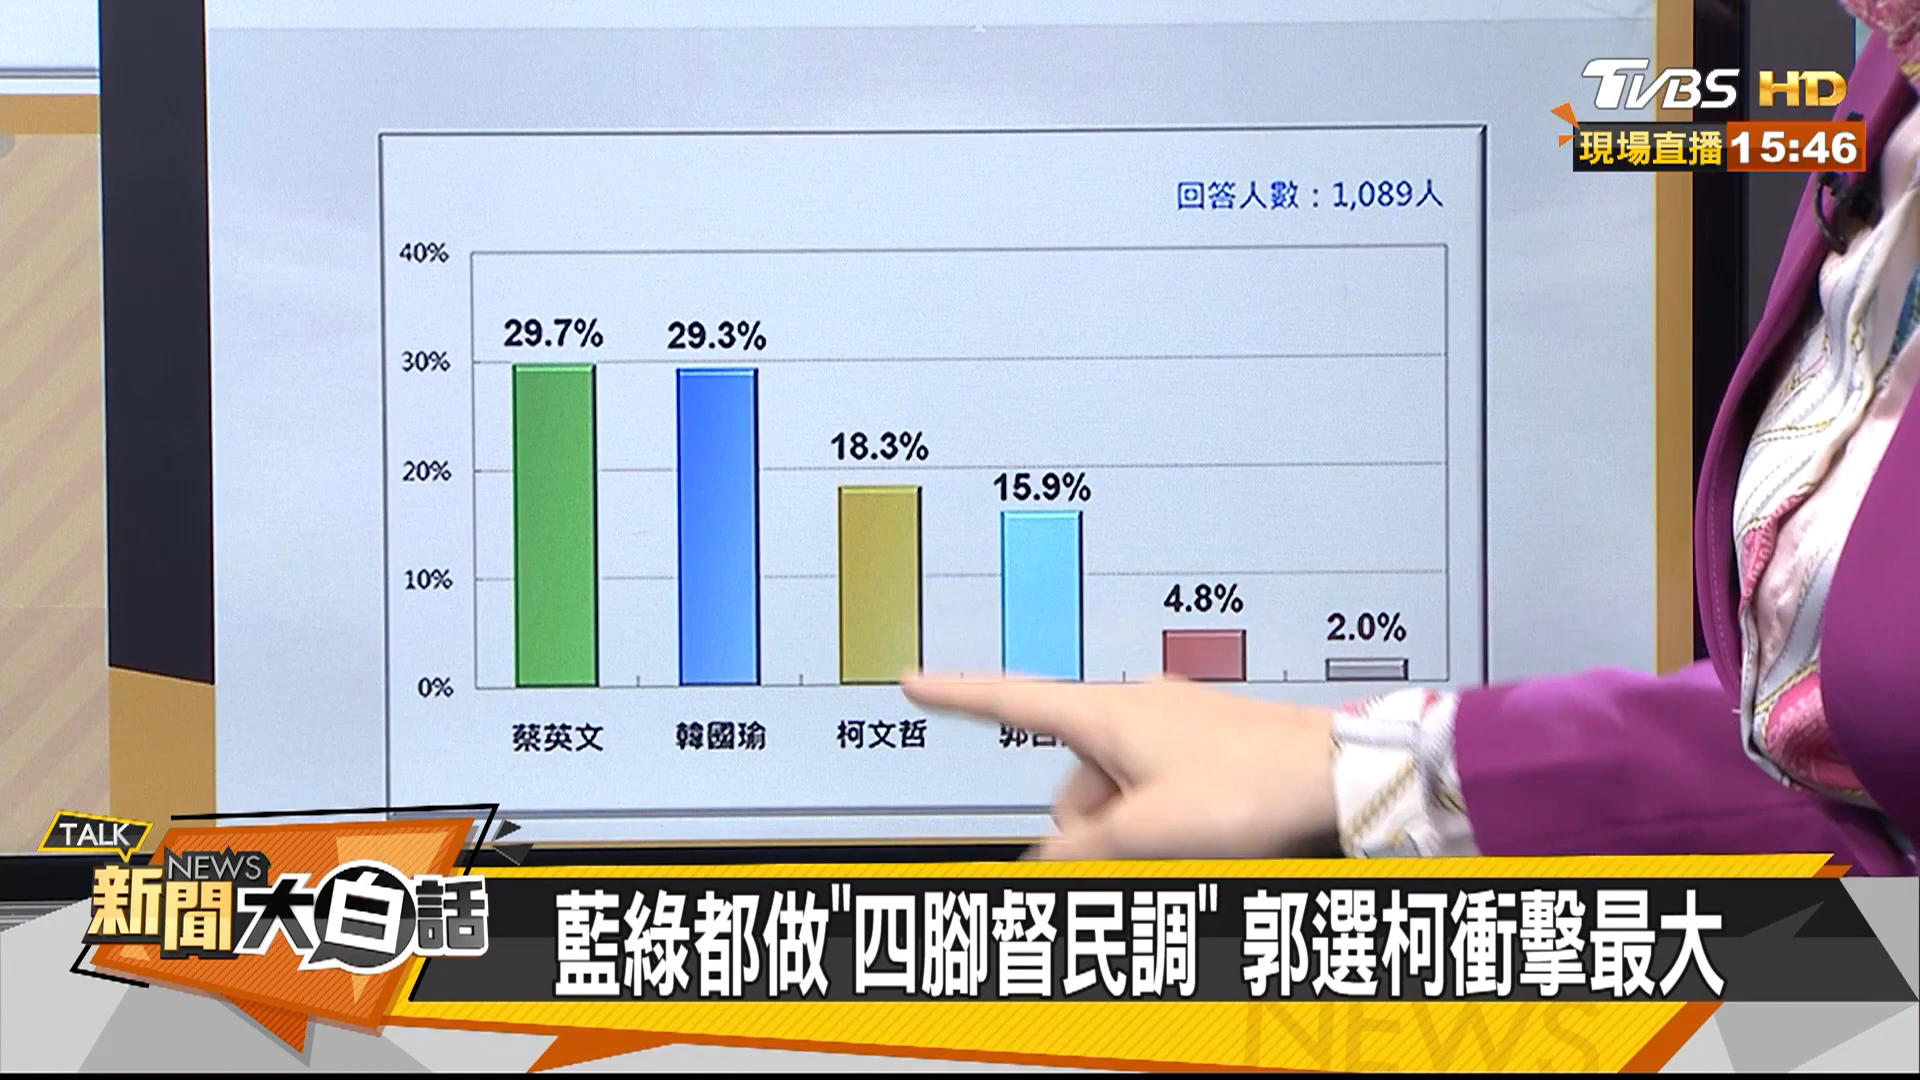 TVBS HD
現場直播 15:46
回答人數：1,089人
40%
30%
20%
10%
0%
29.7%
29.3%
18.3%
15.9%
4.8%
2.0%
蔡英文
韓國瑜
柯文哲
TALK
NEWS
新聞大白話
藍綠都做"四腳督民調" 郭選柯衝擊最大
NEWS